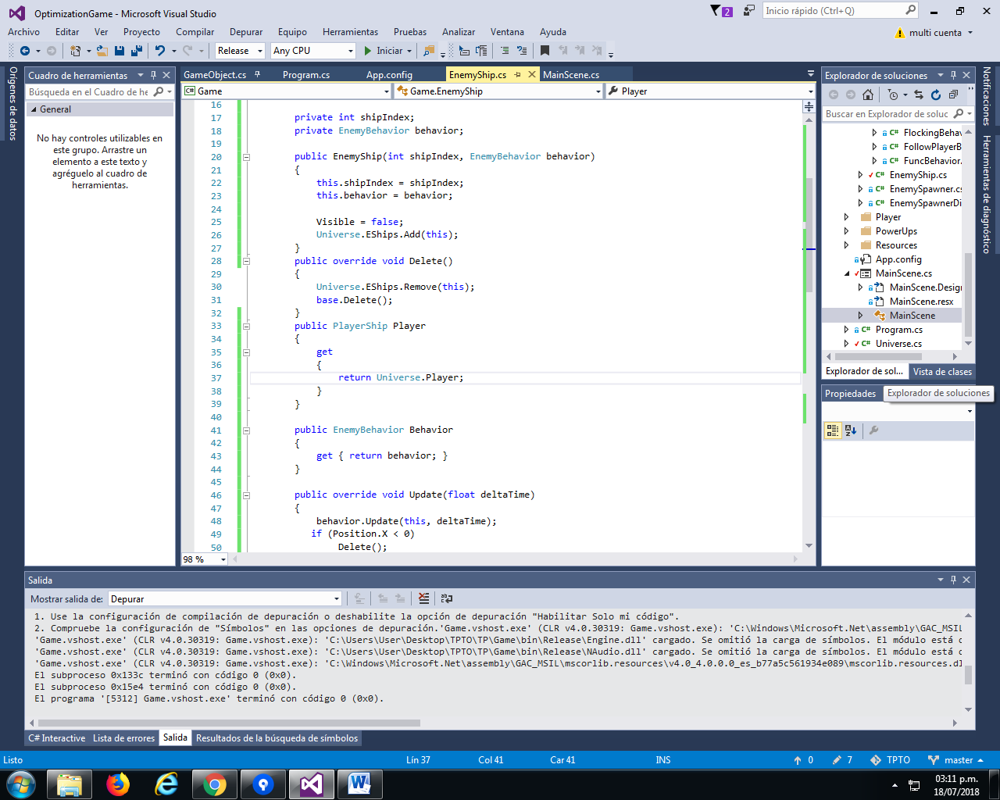 OptimizationGame - Microsoft Visual Studio
2
Inicio rápido (Ctrl+Q)
Archivo Editar Ver Proyecto Compilar Depurar Equipo Herramientas Pruebas Analizar Ventana Ayuda
multi cuenta
Release Any CPU Iniciar
Orígenes de datos
Cuadro de herramientas
Búsqueda en el Cuadro de he
General
No hay controles utilizables en
este grupo. Arrastre un
elemento a este texto y
agréguelo al cuadro de
herramientas.
GameObject.cs Program.cs App.config EnemyShip.cs MainScene.cs
Game Game.EnemyShip Player
16
17 private int shipIndex;
18 private EnemyBehavior behavior;
19
20 public EnemyShip(int shipIndex, EnemyBehavior behavior)
21 {
22 this.shipIndex = shipIndex;
23 this.behavior = behavior;
24
25 Visible = false;
26 Universe.EShips.Add(this);
27 }
28 public override void Delete()
29 {
30 Universe.EShips.Remove(this);
31 base.Delete();
32 }
33 public PlayerShip Player
34 {
35 get
36 {
37 return Universe.Player;
38 }
39 }
40
41 public EnemyBehavior Behavior
42 {
43 get { return behavior; }
44 }
45
46 public override void Update(float deltaTime)
47 {
48 behavior.Update(this, deltaTime);
49 if (Position.X < 0)
50 Delete();
98 %
Explorador de soluciones
Buscar en Explorador de soluc
FlockingBehav
FollowPlayerB
FuncBehavior.
EnemyShip.cs
EnemySpawner.cs
EnemySpawnerDi
Player
PowerUps
Resources
App.config
MainScene.cs
MainScene.Desig
MainScene.resx
MainScene
Program.cs
Universe.cs
Explorador de sol... Vista de clases
Propiedades
Explorador de soluciones
Notificaciones
Herramientas de diagnóstico
Salida
Mostrar salida de: Depurar
1. Use la configuración de compilación de depuración o deshabilite la opción de depuración "Habilitar Solo mi código".
2. Compruebe la configuración de "Símbolos" en las opciones de depuración.'Game.vshost.exe' (CLR v4.0.30319: Game.vshost.exe): 'C:\Windows\Microsoft.Net\assembly\GAC_MSIL
'Game.vshost.exe' (CLR v4.0.30319: Game.vshost.exe): 'C:\Users\User\Desktop\TPTO\TP\Game\bin\Release\Engine.dll' cargado. Se omitió la carga de símbolos. El módulo está o
'Game.vshost.exe' (CLR v4.0.30319: Game.vshost.exe): 'C:\Users\User\Desktop\TPTO\TP\Game\bin\Release\NAudio.dll' cargado. Se omitió la carga de símbolos. El módulo está o
'Game.vshost.exe' (CLR v4.0.30319: Game.vshost.exe): 'C:\Windows\Microsoft.Net\assembly\GAC_MSIL\mscorlib.resources\v4.0_4.0.0.0_es_b77a5c561934e089\mscorlib.resources.dl
El subproceso 0x133c terminó con código 0 (0x0).
El subproceso 0x15e4 terminó con código 0 (0x0).
El programa '[5312] Game.vshost.exe' terminó con código 0 (0x0).
C# Interactive Lista de errores Salida Resultados de la búsqueda de símbolos
Listo Lín 37 Col 41 Car 41 INS 0 7 TPTO master
03:11 p.m.
18/07/2018